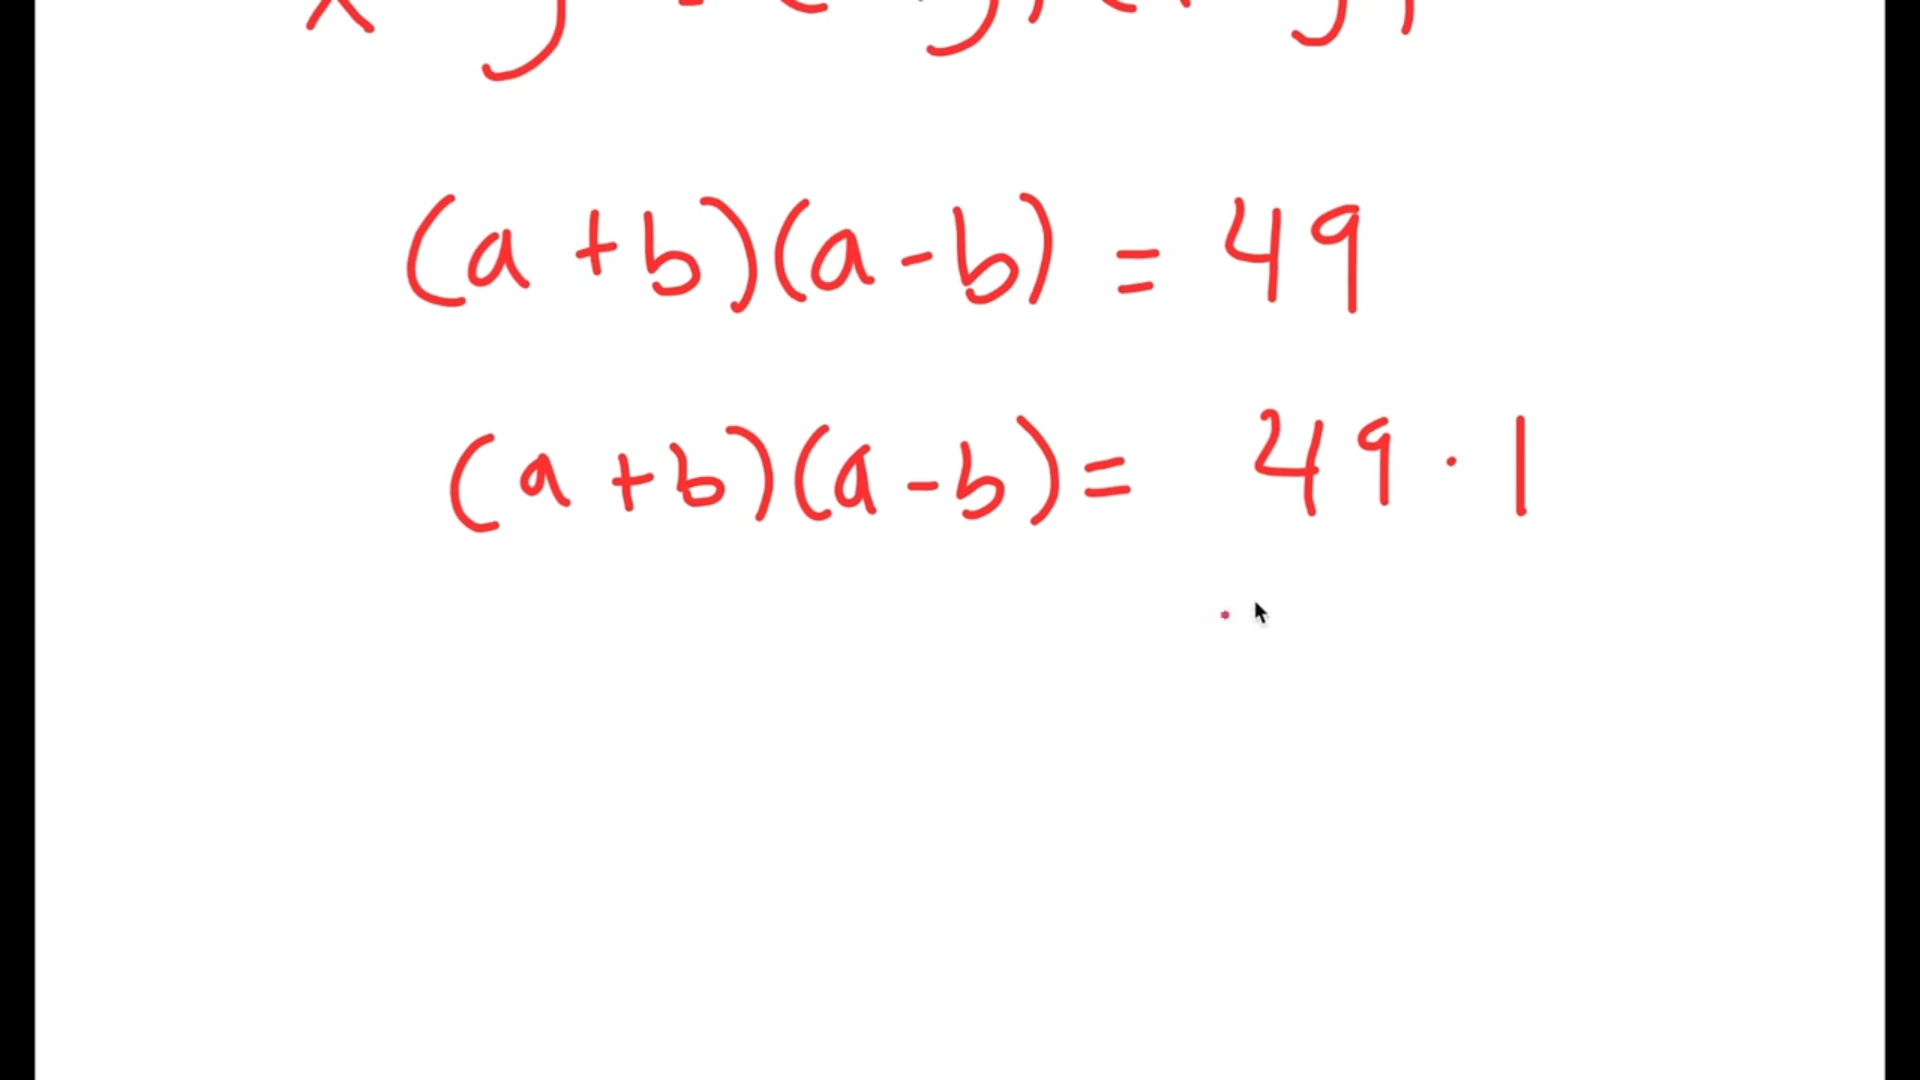 (a + b)(a - b) = 49
(a + b)(a - b) = 49 · 1